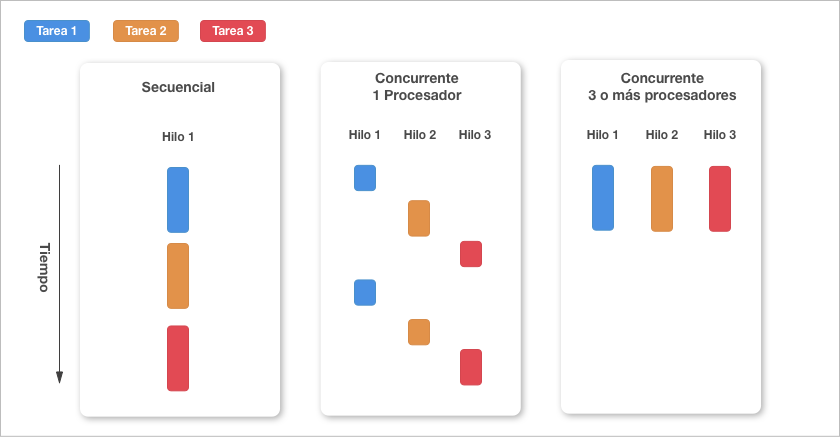 Tarea 1
Tarea 2
Tarea 3
Secuencial
Hilo 1
Concurrente
1 Procesador
Hilo 1
Hilo 2
Hilo 3
Concurrente
3 o más procesadores
Hilo 1
Hilo 2
Hilo 3
Tiempo